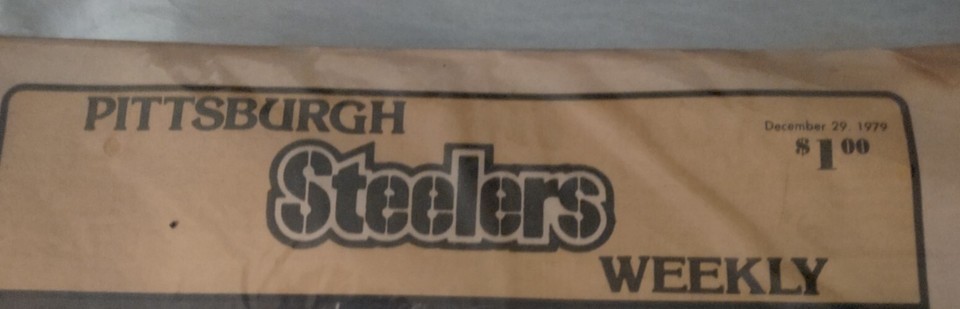 PITTSBURGH
December 29, 1979
$1 00
Steelers
WEEKLY